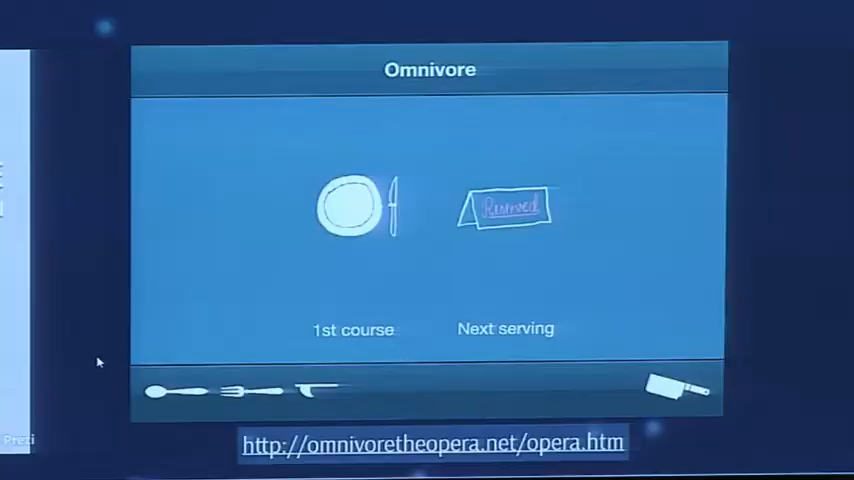 Omnivore
Reserved
1st course
Next serving
Prezi
http://omnivoretheopera.net/opera.htm